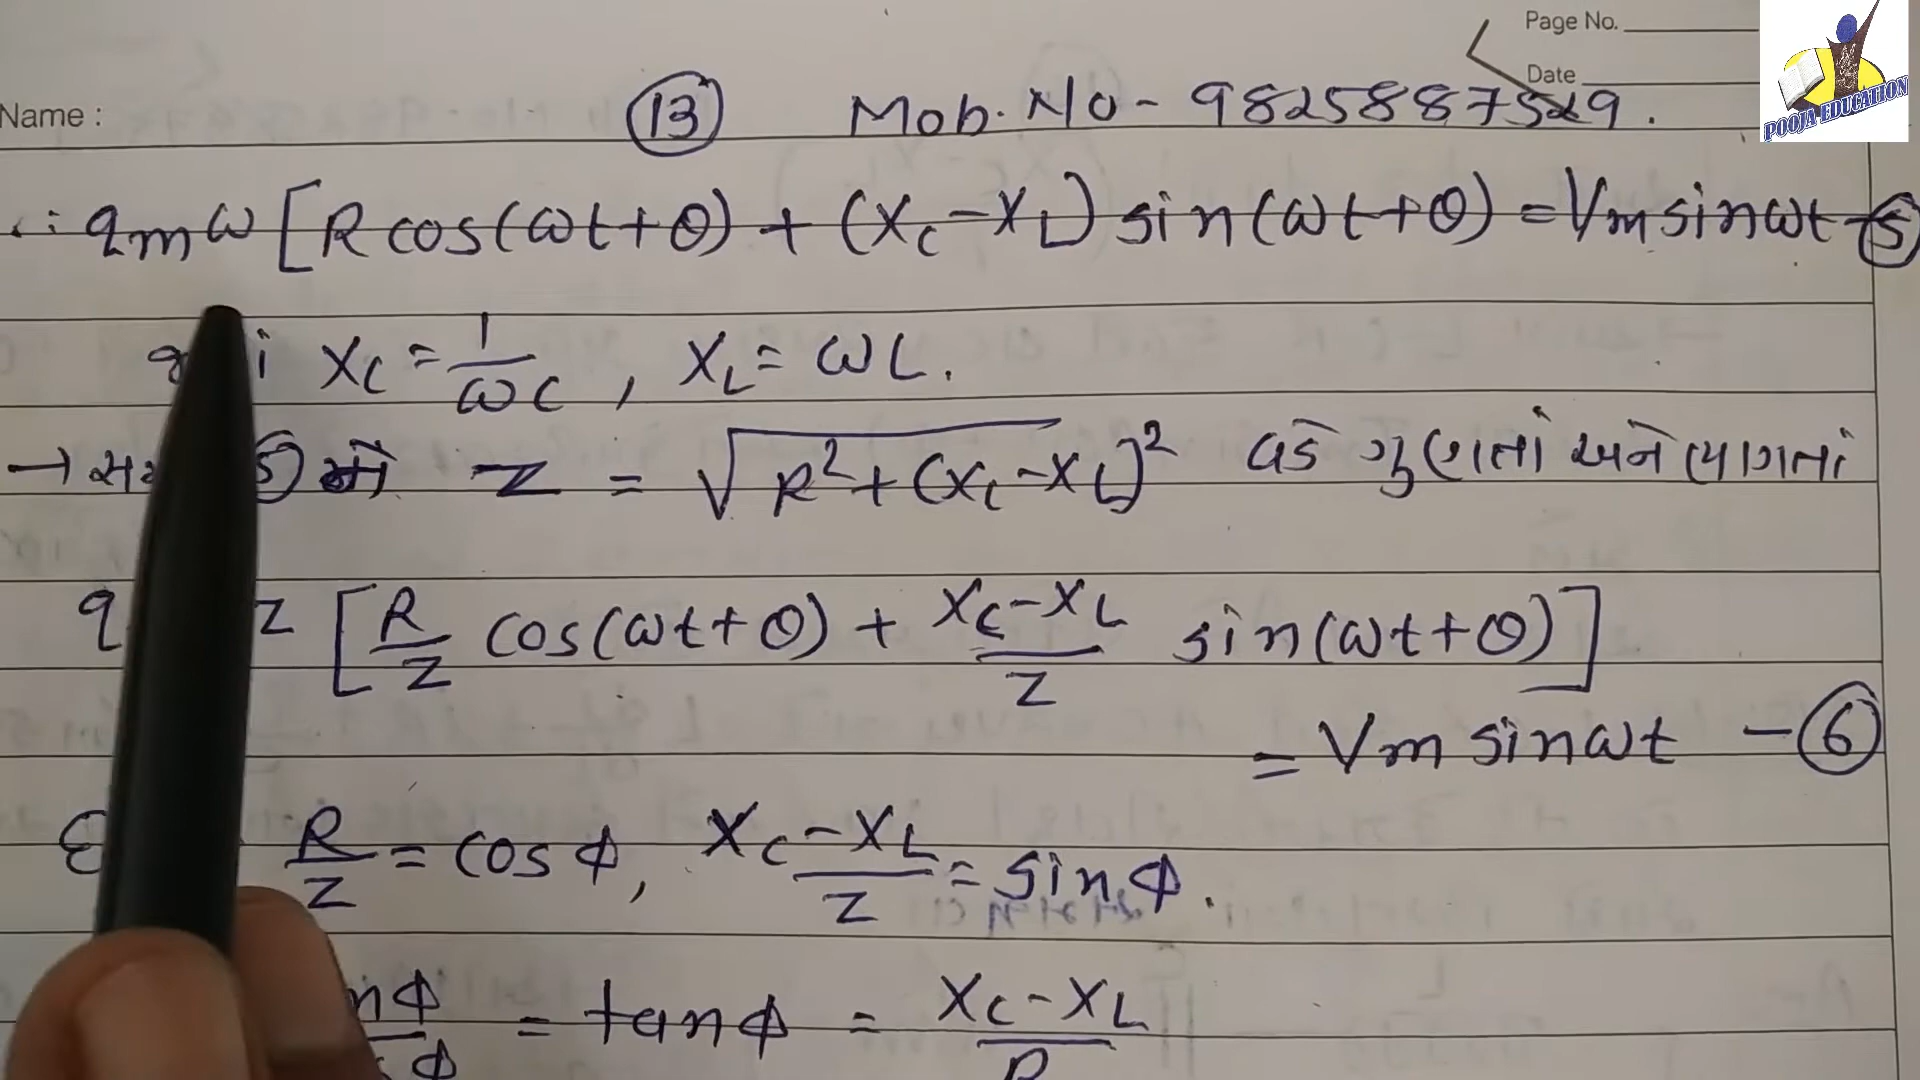 Page No.
Date
POOJA EDUCATION
Name :
13 Mob. No - 9825887529.
∴ qmω [R cos(ωt+θ) + (Xc-XL) sin(ωt+θ) = Vm sinωt - 5
Xc = 1/ωC , XL = ωL.
→ Z = √R²+(Xc-XL)² વડે ગુણતાં અને ભાગતાં
q Z [R/Z cos(ωt+θ) + Xc-XL/Z sin(ωt+θ)]
= Vm sinωt - 6
R/Z = cos ϕ, Xc-XL/Z = sin ϕ.
= tan ϕ = Xc-XL/R